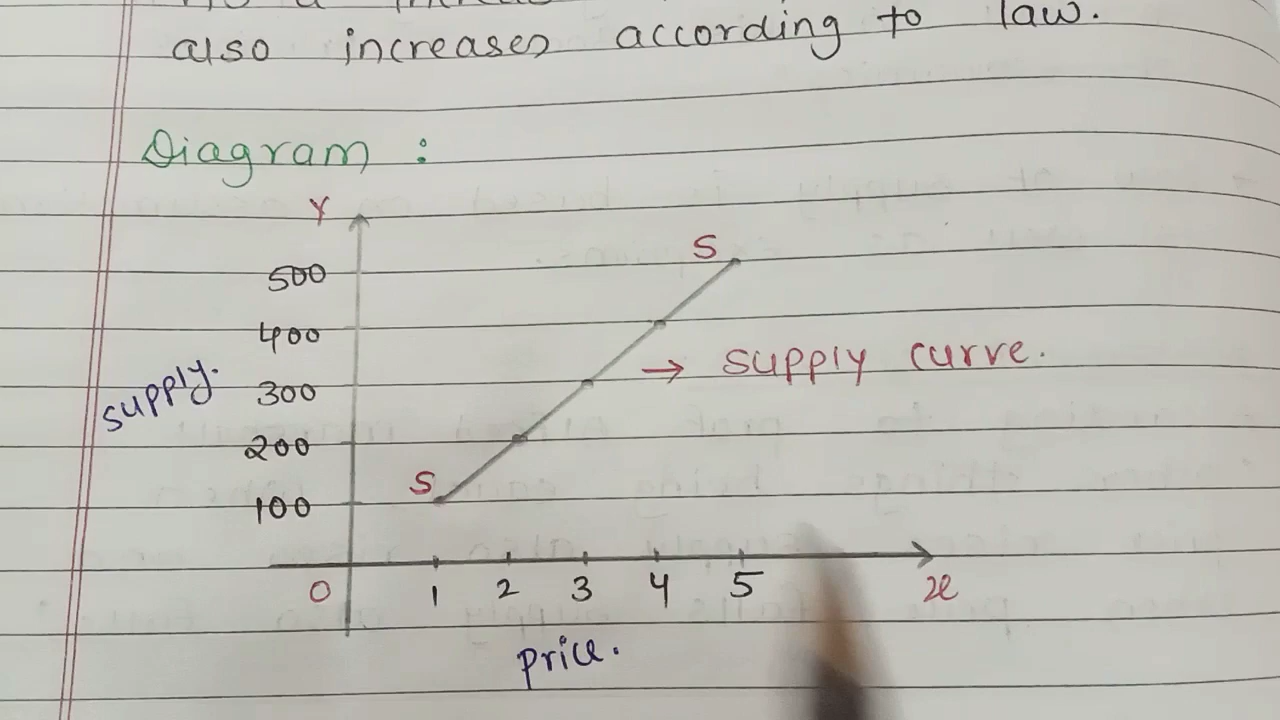 also increases according to law.
Diagram :
Y
S
500
400
→ supply curve.
supply.
300
200
S
100
0
1 2 3 4 5
x
price.